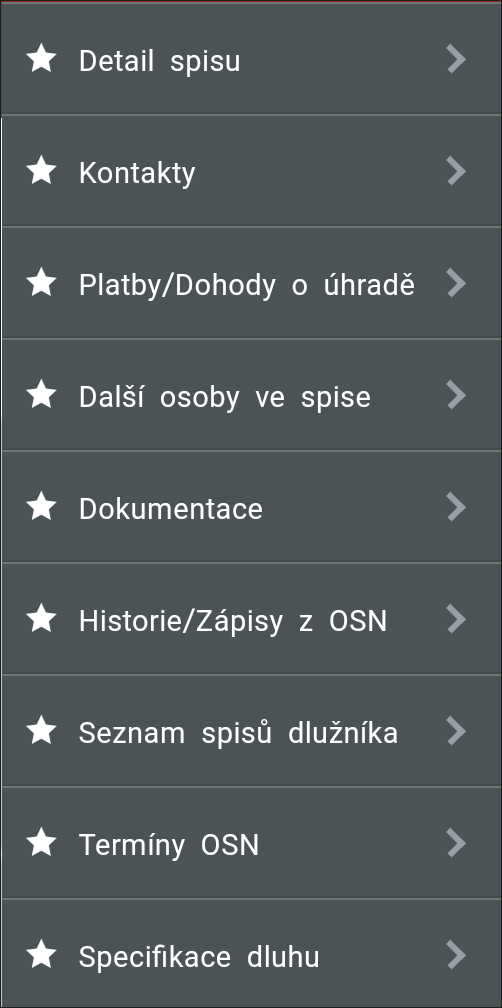 Detail spisu
Kontakty
Platby/Dohody o úhradě
Další osoby ve spise
Dokumentace
Historie/Zápisy z OSN
Seznam spisů dlužníka
Termíny OSN
Specifikace dluhu